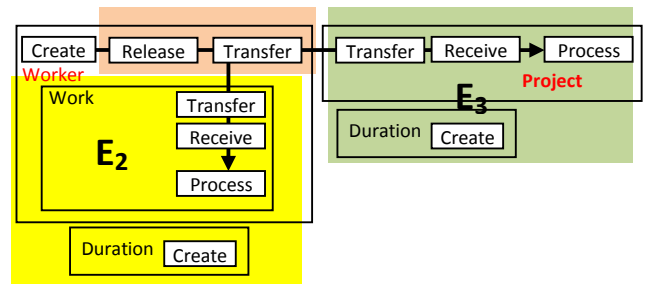 Create Release Transfer Transfer Receive Process
Worker Project
Work
Transfer
E₃
Receive
Duration Create
E₂
Process
Duration Create